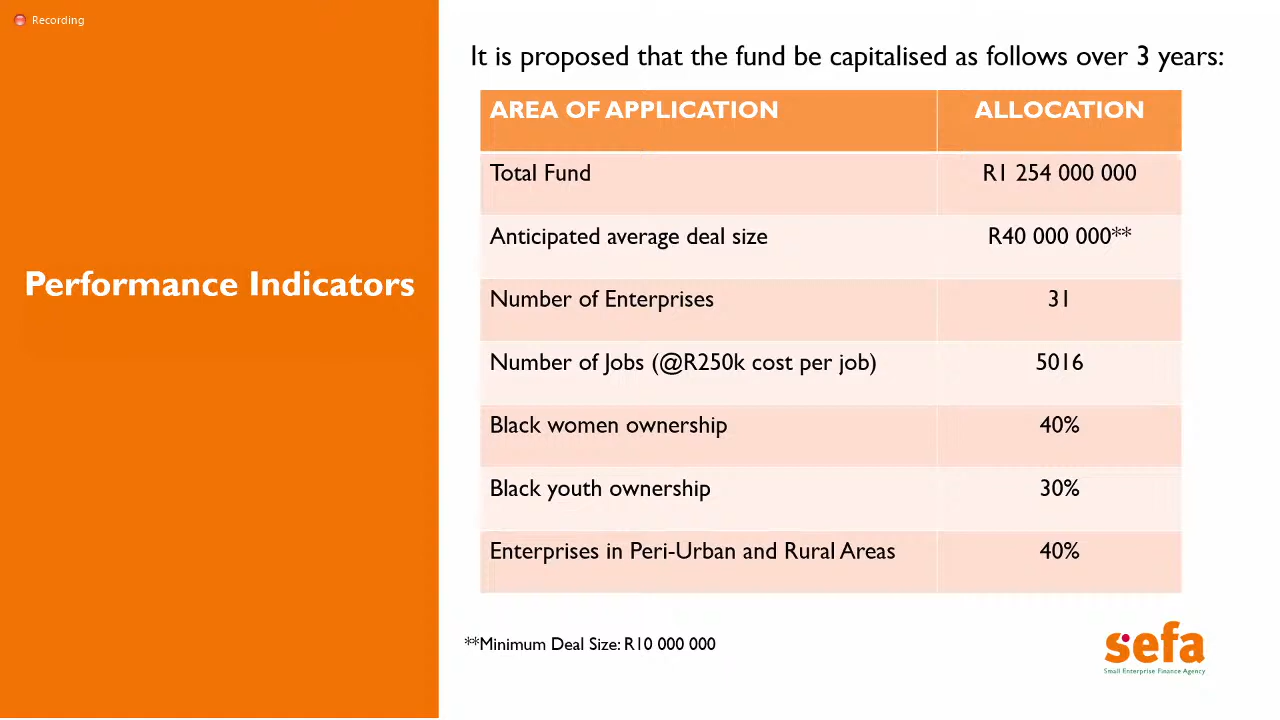 Recording
It is proposed that the fund be capitalised as follows over 3 years:
Performance Indicators
AREA OF APPLICATION ALLOCATION
Total Fund R1 254 000 000
Anticipated average deal size R40 000 000**
Number of Enterprises 31
Number of Jobs (@R250k cost per job) 5016
Black women ownership 40%
Black youth ownership 30%
Enterprises in Peri-Urban and Rural Areas 40%
**Minimum Deal Size: R10 000 000
sefa
Small Enterprise Finance Agency